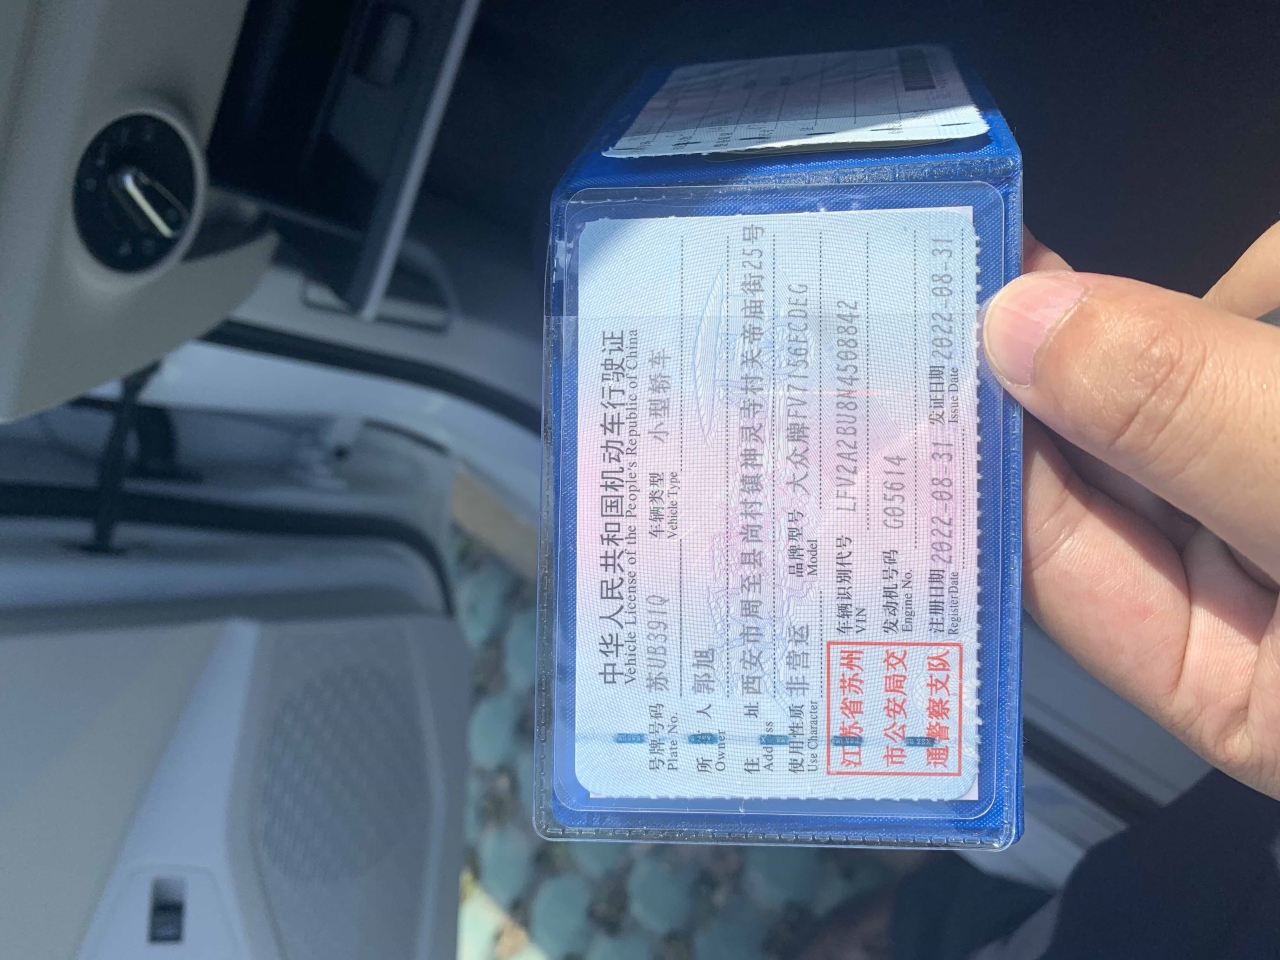 中华人民共和国机动车行驶证
Vehicle License of the People's Republic of China
号牌号码 苏UB391Q 车辆类型 小型轿车
Plate No. Vehicle Type
所 有 人 郭旭
Owner
住 址 西安市周至县尚村镇神灵寺村关帝庙街25号
Address
使用性质 非营运 品牌型号 大众牌FV7156ECDEG
Use Character Model
江苏省苏州
市公安局交
通警察支队
车辆识别代号 LFV2A2BU8N4508842
VIN
发动机号码 G05614
Engine No.
注册日期 2022-08-31 发证日期 2022-08-31
RegisterDate Issue Date